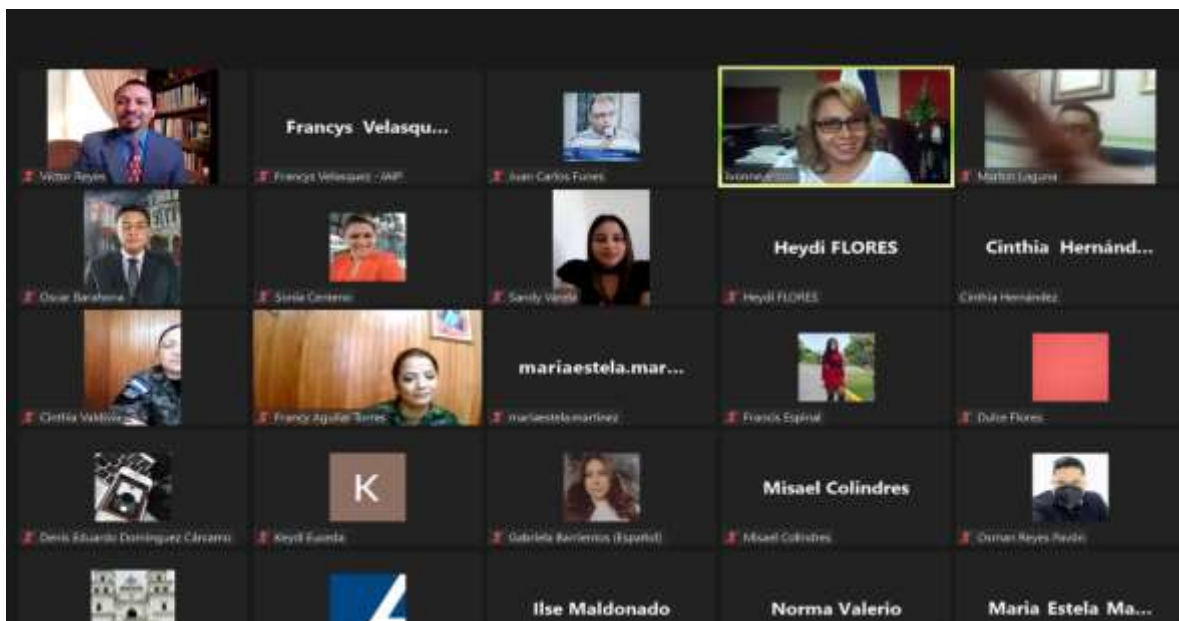 Francys Velasqu...
Victor Reyes
Francys Velasquez - IAIP
Juan Carlos Funes
Martin Laguna
Heydi FLORES
Cinthia Hernánd...
Oscar Barahona
Sonia Centeno
Sandy Varela
Heydi FLORES
Cinthia Hernández
mariaestela.mar...
Cinthia
Francy Aguilar Torres
mariaestela.martinez
Francis Espinal
Dulce Flores
K
Misael Colindres
Denis Eduardo Dominguez Cárcamo
Keydi Euceda
Gabriela Barrientos (Español)
Misael Colindres
Osman Reyes Pavón
Ilse Maldonado
Norma Valerio
Maria Estela Ma...